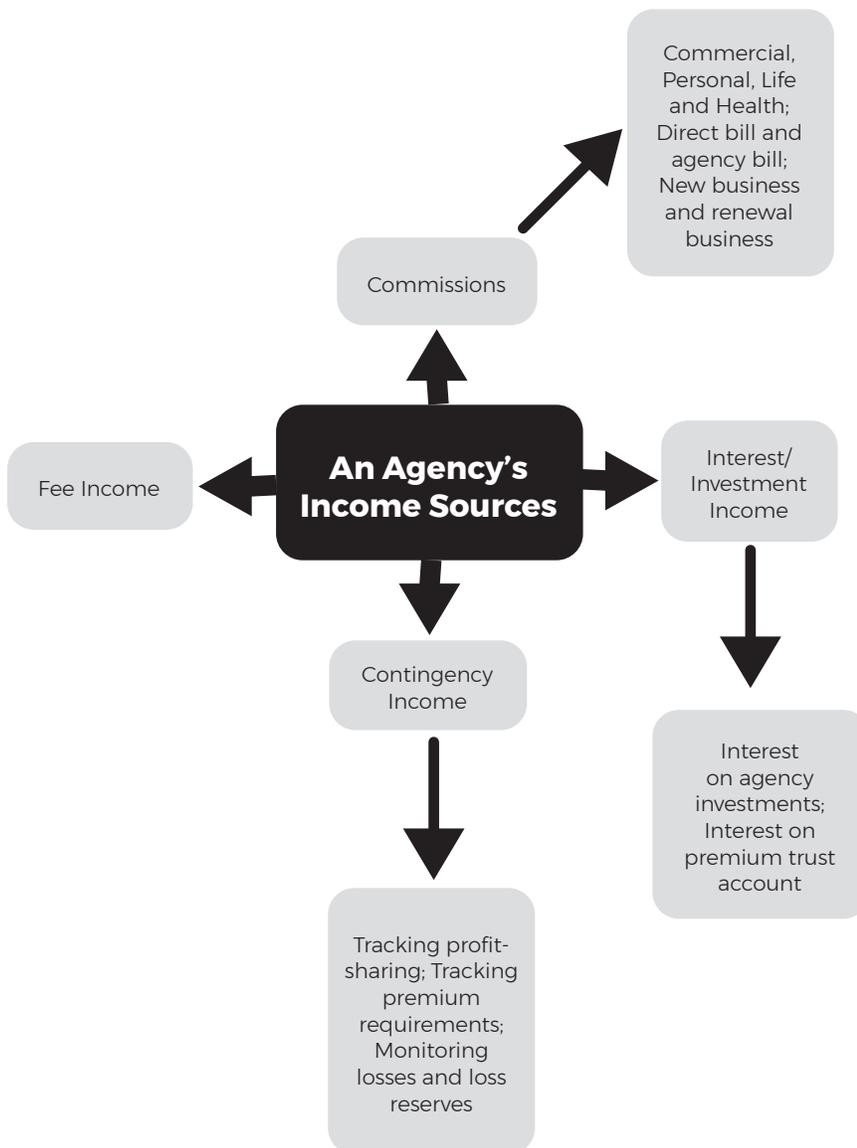 Commercial,
Personal, Life
and Health;
Direct bill and
agency bill;
New business
and renewal
business
Commissions
An Agency’s
Income Sources
Fee Income
Interest/
Investment
Income
Contingency
Income
Interest
on agency
investments;
Interest on
premium trust
account
Tracking profit-
sharing; Tracking
premium
requirements;
Monitoring
losses and loss
reserves